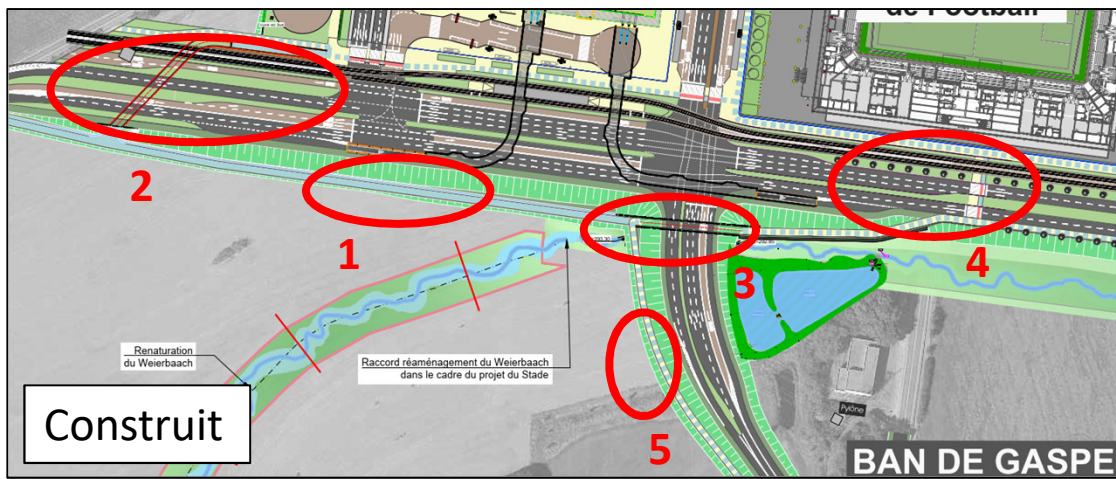 de Football
2
1
3
4
5
Renaturation
du Weierbaach
Raccord réaménagement du Weierbaach
dans le cadre du projet du Stade
Pylône
Construit
BAN DE GASPE